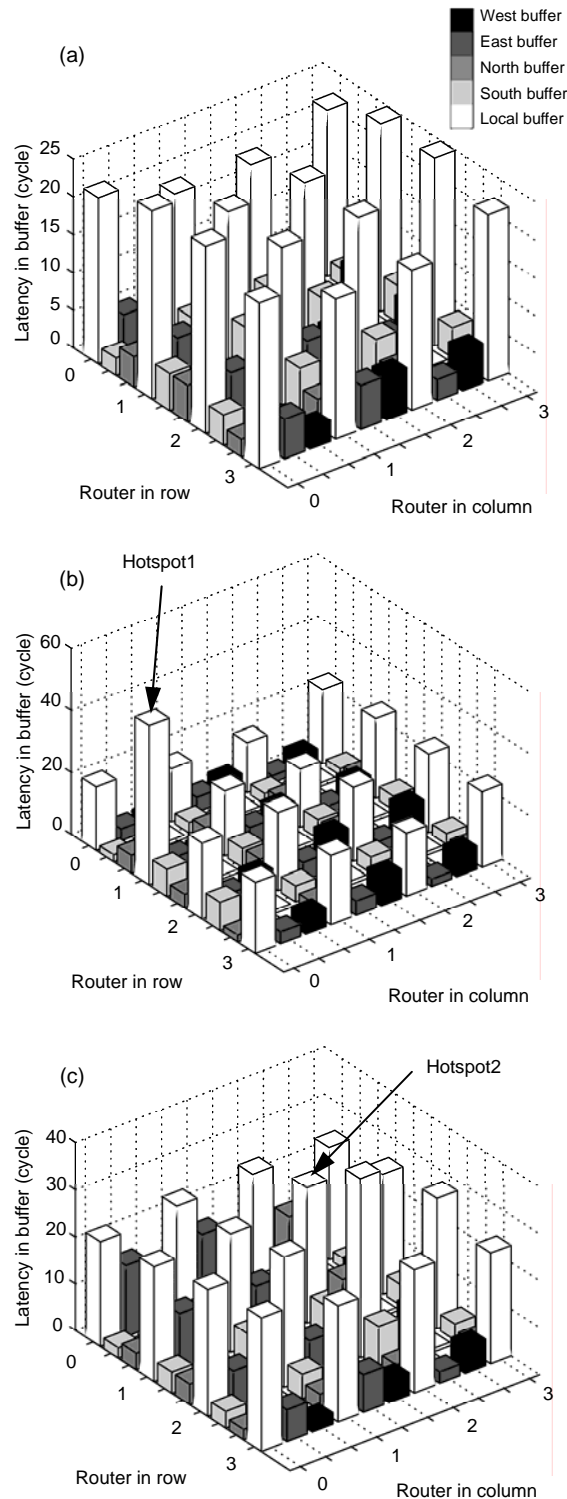 West buffer
East buffer
North buffer
South buffer
Local buffer
(a)
Latency in buffer (cycle)
25
20
15
10
5
0
0
1
2
3
Router in row
0
1
2
3
Router in column
(b)
Hotspot1
Latency in buffer (cycle)
60
40
20
0
0
1
2
3
Router in row
0
1
2
3
Router in column
(c)
Hotspot2
Latency in buffer (cycle)
40
30
20
10
0
0
1
2
3
Router in row
0
1
2
3
Router in column